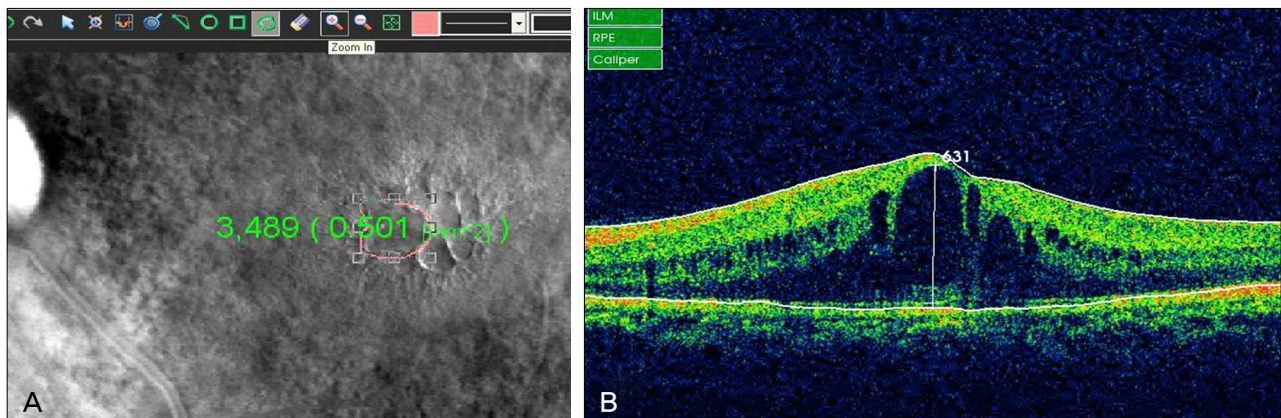 Zoom In
3,489 ( 0.501 [mm^2] )
A
ILM
RPE
Caliper
631
B